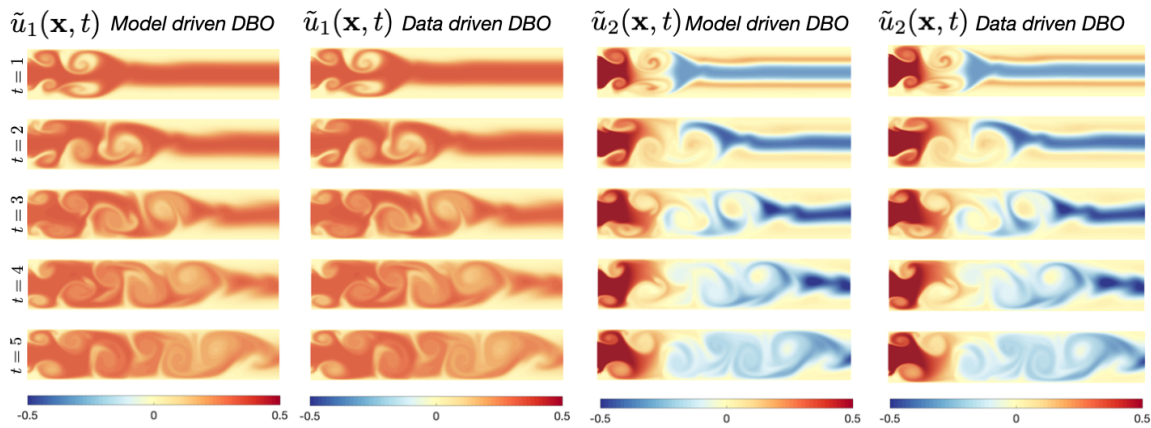 ũ₁(𝐱, t) Model driven DBO
ũ₁(𝐱, t) Data driven DBO
ũ₂(𝐱, t) Model driven DBO
ũ₂(𝐱, t) Data driven DBO
t = 1
t = 2
t = 3
t = 4
t = 5
-0.5 0 0.5
-0.5 0 0.5
-0.5 0 0.5
-0.5 0 0.5